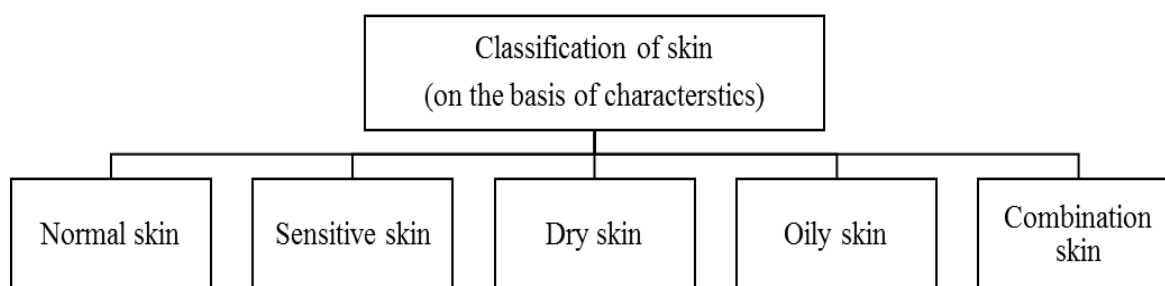 Classification of skin
(on the basis of characterstics)
Normal skin
Sensitive skin
Dry skin
Oily skin
Combination
skin